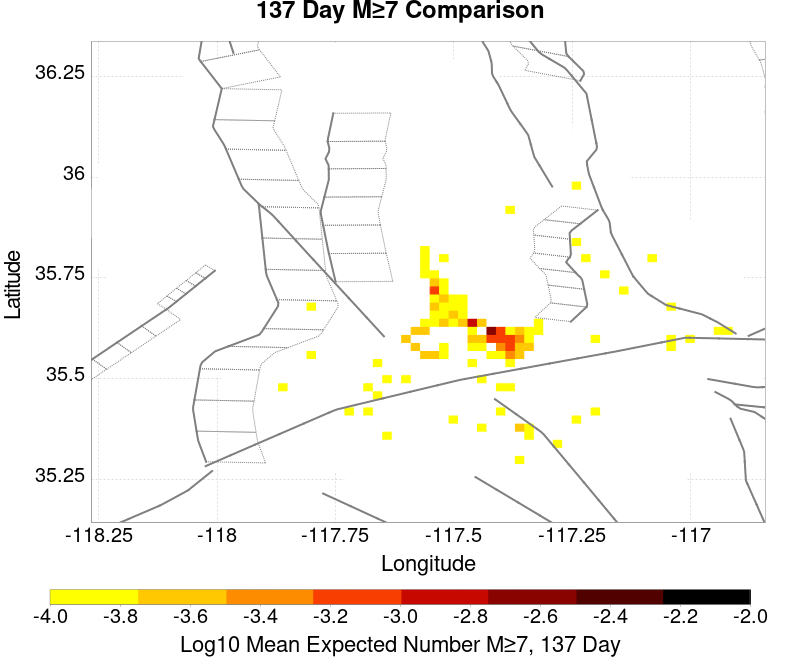 137 Day M≥7 Comparison
36.25
36
35.75
35.5
35.25
Latitude
-118.25 -118 -117.75 -117.5 -117.25 -117
Longitude
-4.0 -3.8 -3.6 -3.4 -3.2 -3.0 -2.8 -2.6 -2.4 -2.2 -2.0
Log10 Mean Expected Number M≥7, 137 Day